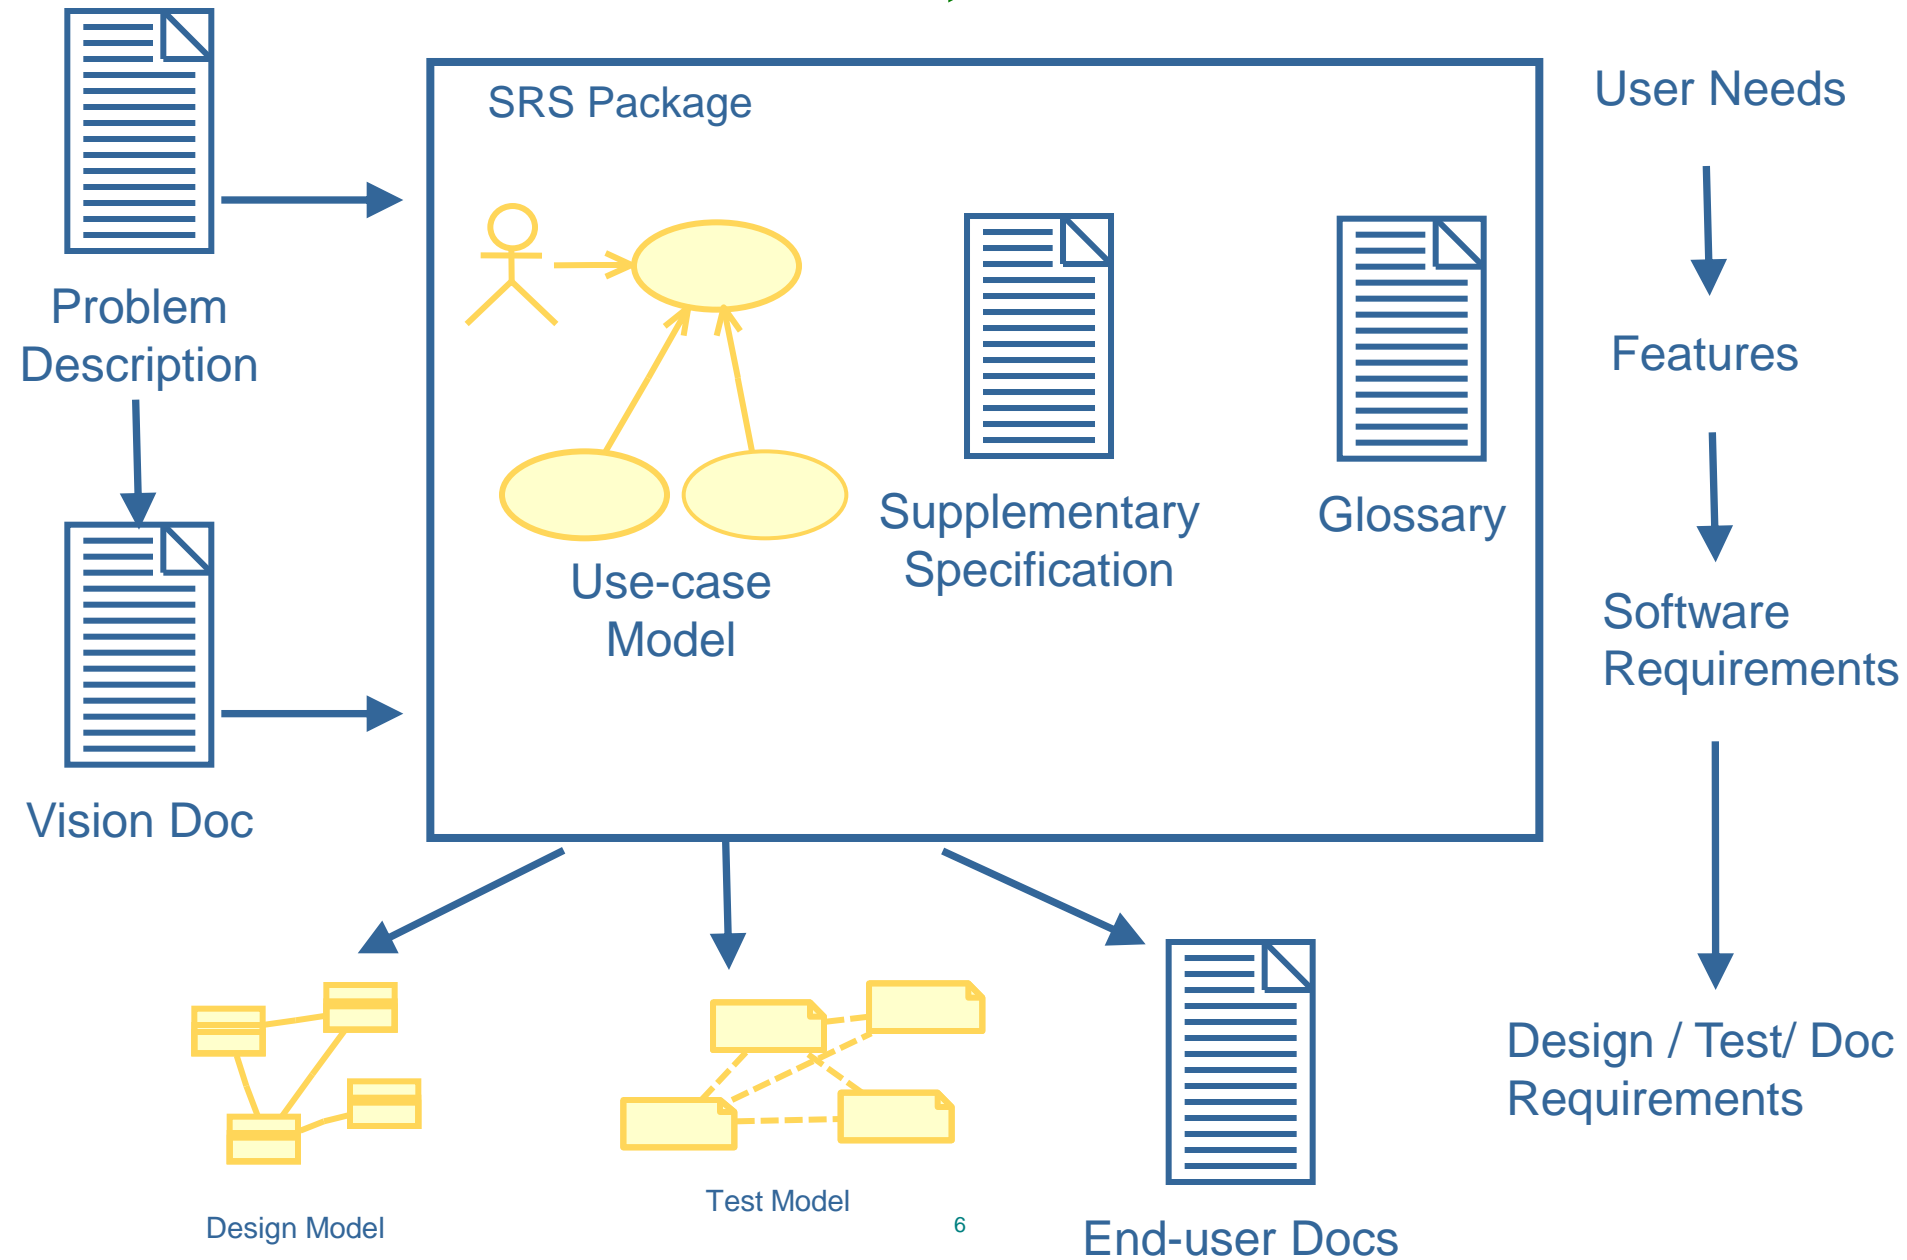 SRS Package
User Needs
Problem
Description
Features
Supplementary
Specification
Glossary
Use-case
Model
Software
Requirements
Vision Doc
Design / Test/ Doc
Requirements
Test Model
Design Model
6
End-user Docs